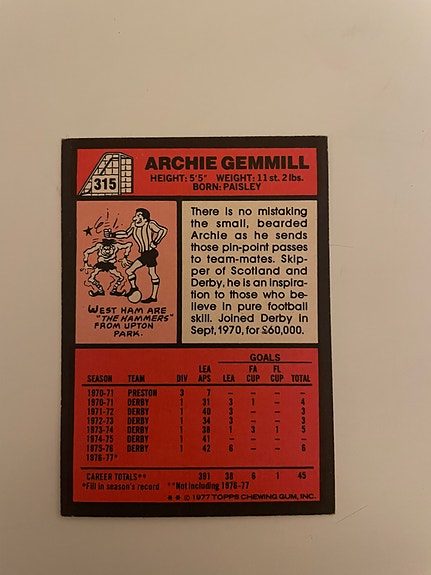 315
ARCHIE GEMMILL
HEIGHT: 5'5" WEIGHT: 11 st. 2 lbs.
BORN: PAISLEY
WEST HAM ARE
"THE HAMMERS"
FROM UPTON
PARK.
There is no mistaking
the small, bearded
Archie as he sends
those pin-point passes
to team-mates. Skip-
per of Scotland and
Derby, he is an inspira-
tion to those who be-
lieve in pure football
skill. Joined Derby in
Sept, 1970, for £60,000.
GOALS
LEA FA FL
SEASON TEAM DIV APS LEA CUP CUP TOTAL
1970-71 PRESTON 3 7 – – – –
1970-71 DERBY 1 31 3 1 – 4
1971-72 DERBY 1 40 3 – – 3
1972-73 DERBY 1 34 3 – – 3
1973-74 DERBY 1 38 1 3 1 5
1974-75 DERBY 1 41 – – – –
1975-76 DERBY 1 42 6 – – 6
1976-77*
CAREER TOTALS** 391 38 6 1 45
*Fill in season's record **Not including 1976-77
** © 1977 TOPPS CHEWING GUM, INC.